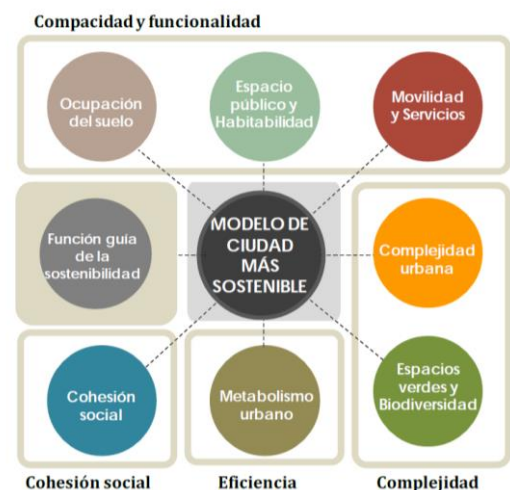 Compacidad y funcionalidad
Ocupación
del suelo
Espacio
público y
Habitabilidad
Movilidad
y Servicios
Función guía
de la
sostenibilidad
MODELO DE
CIUDAD
MÁS
SOSTENIBLE
Complejidad
urbana
Cohesión
social
Metabolismo
urbano
Espacios
verdes y
Biodiversidad
Cohesión social
Eficiencia
Complejidad